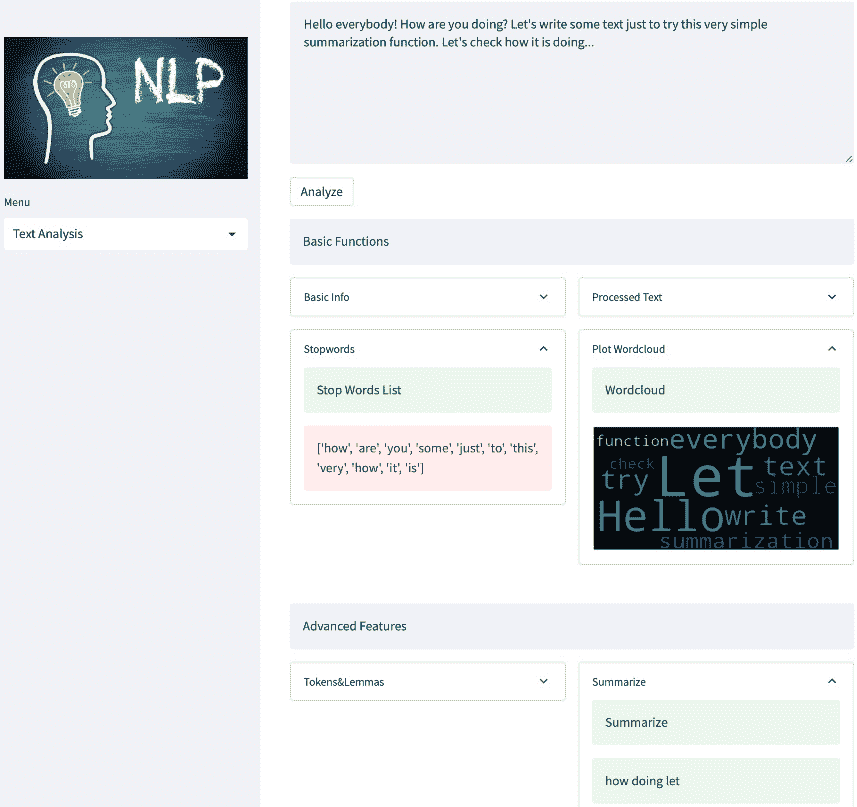 NLP
Menu
Text Analysis
Hello everybody! How are you doing? Let's write some text just to try this very simple
summarization function. Let's check how it is doing...
Analyze
Basic Functions
Basic Info
Processed Text
Stopwords
Stop Words List
['how', 'are', 'you', 'some', 'just', 'to', 'this',
'very', 'how', 'it', 'is']
Plot Wordcloud
Wordcloud
function everybody
check text
try Let simple
Hello write
summarization
Advanced Features
Tokens&Lemmas
Summarize
Summarize
how doing let